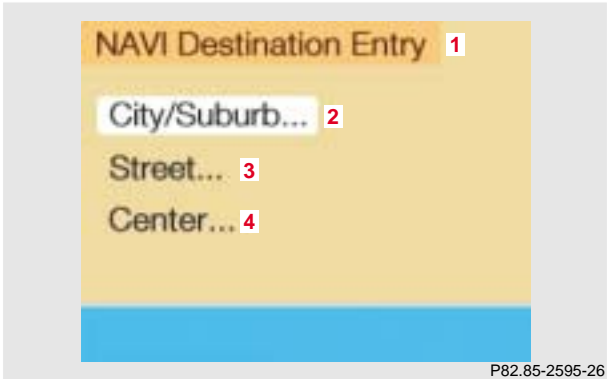 NAVI Destination Entry 1
City/Suburb... 2
Street... 3
Center... 4
P82.85-2595-26